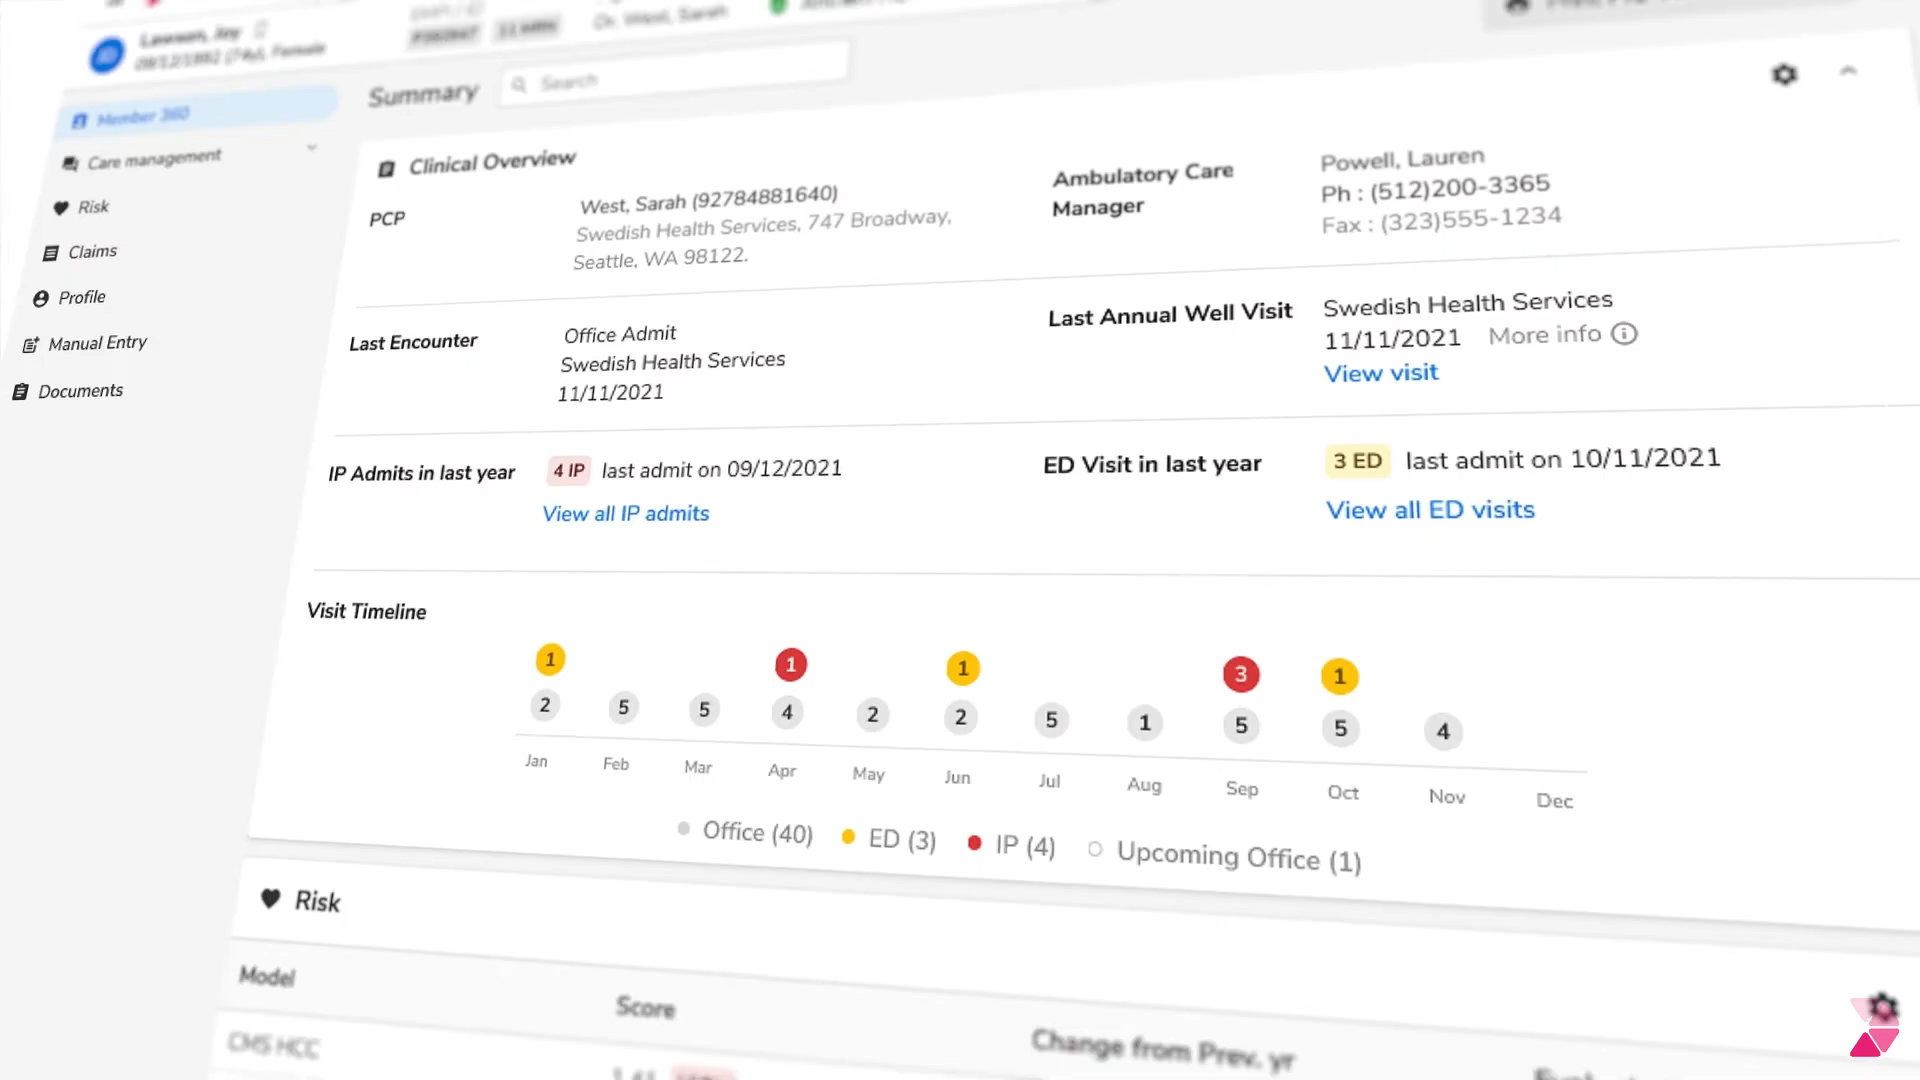 Lawson, Joy
Dr. West, Sarah
Summary
Search
Member 360
Care management
Risk
Claims
Profile
Manual Entry
Documents
Clinical Overview
PCP
West, Sarah (92784881640)
Swedish Health Services, 747 Broadway,
Seattle, WA 98122.
Ambulatory Care
Manager
Powell, Lauren
Ph : (512)200-3365
Fax : (323)555-1234
Last Encounter
Office Admit
Swedish Health Services
11/11/2021
Last Annual Well Visit
Swedish Health Services
11/11/2021 More info
View visit
IP Admits in last year
4 IP last admit on 09/12/2021
View all IP admits
ED Visit in last year
3 ED last admit on 10/11/2021
View all ED visits
Visit Timeline
1 1 1 3 1
2 5 5 4 2 2 5 1 5 5 4
Jan Feb Mar Apr May Jun Jul Aug Sep Oct Nov Dec
Office (40) ED (3) IP (4) Upcoming Office (1)
Risk
Model Score Change from Prev. yr
CMS HCC